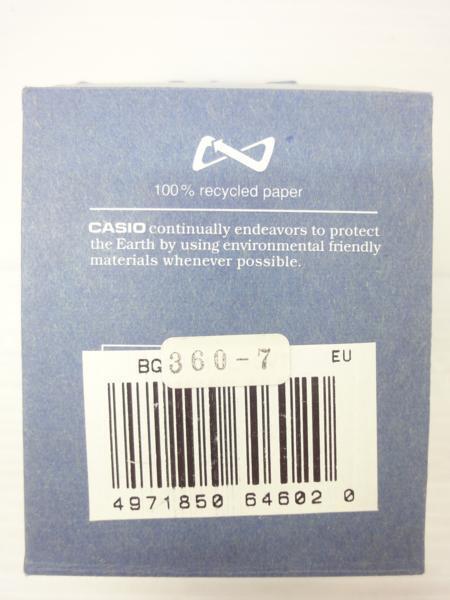 100% recycled paper
CASIO continually endeavors to protect
the Earth by using environmental friendly
materials whenever possible.
BG 360-7 EU
4971850 64602 0